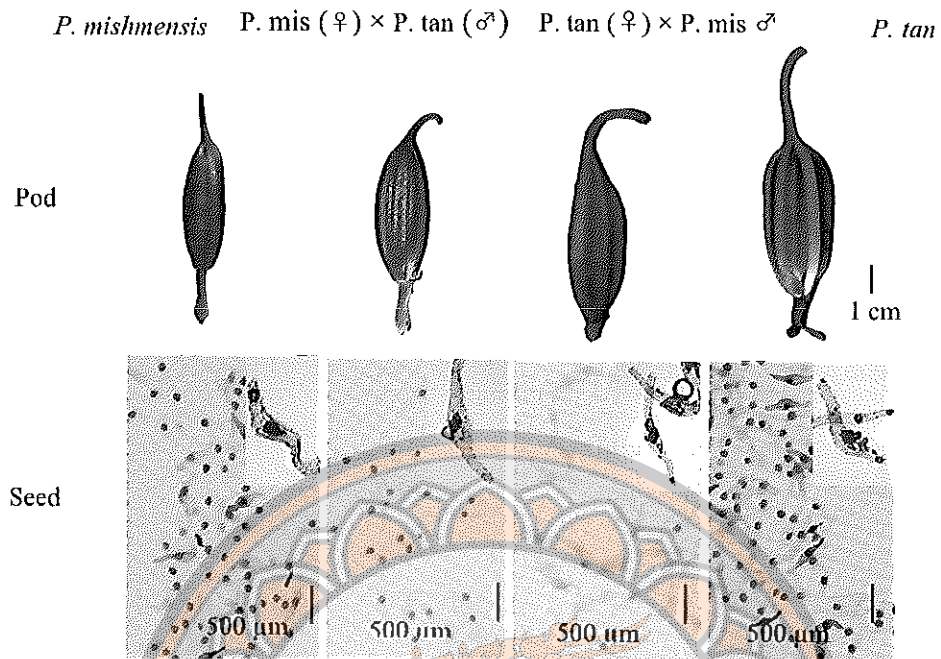 P. mishmensis P. mis (♀) × P. tan (♂) P. tan (♀) × P. mis ♂ P. tan
Pod
1 cm
Seed
500 µm 500 µm 500 µm 500 µm